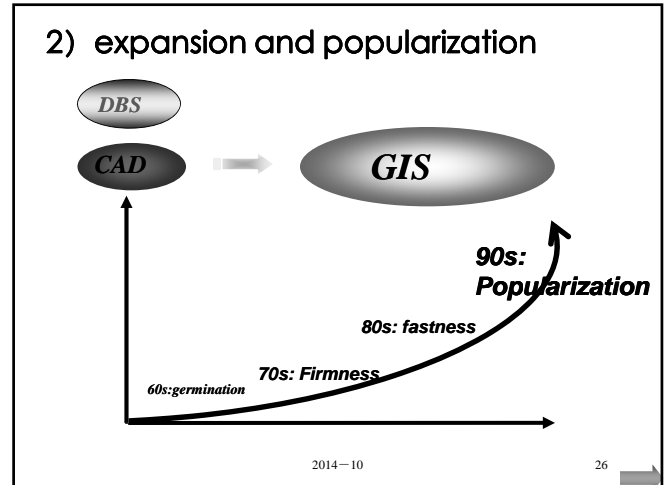 2) expansion and popularization
DBS
CAD
GIS
90s:
Popularization
80s: fastness
70s: Firmness
60s:germination
2014－10
26